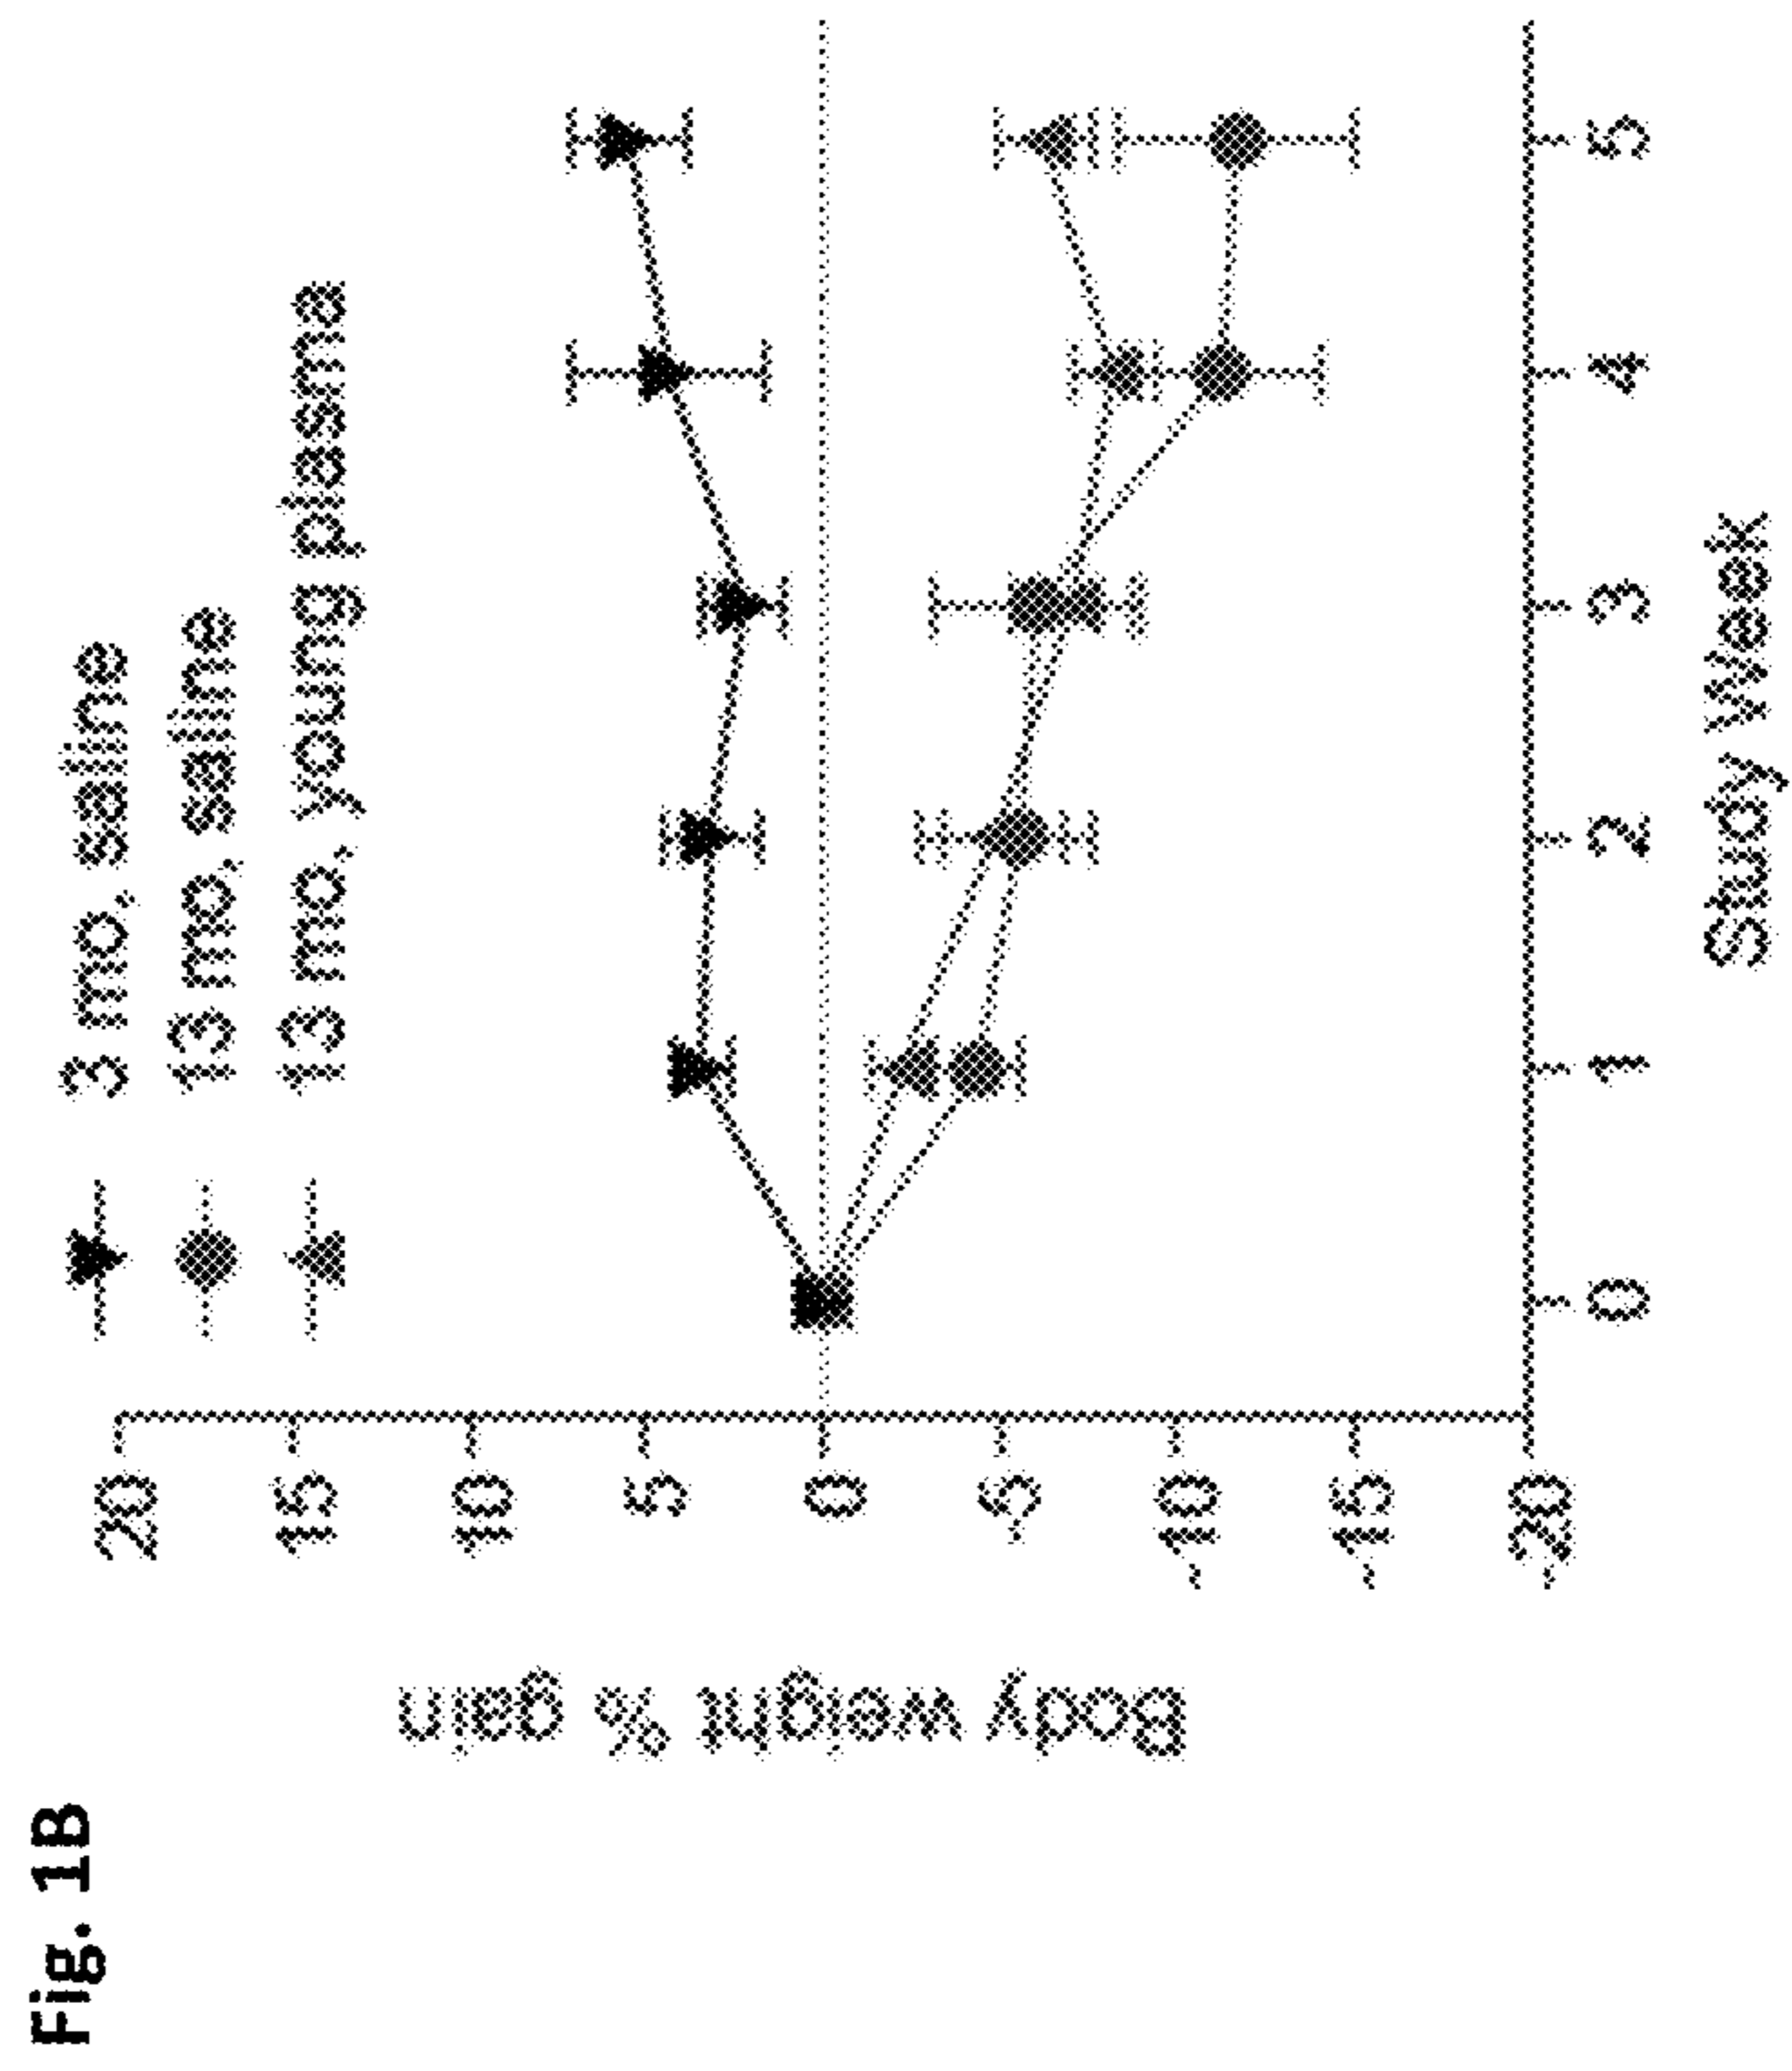 Fig. 1B
3 mo, saline
13 mo, saline
13 mo, young plasma
Body weight % gain
20
15
10
5
0
-5
-10
-15
-20
0 1 2 3 4 5
Study Week